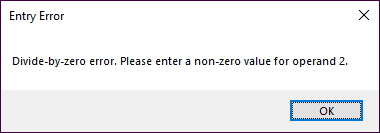 Entry Error
Divide-by-zero error. Please enter a non-zero value for operand 2.
OK